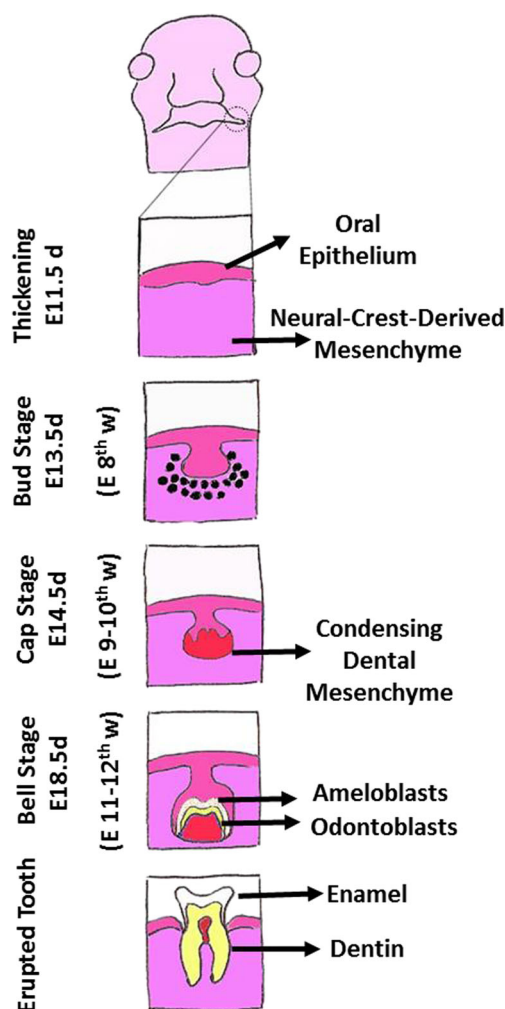 Thickening
E11.5 d
Oral
Epithelium
Neural-Crest-Derived
Mesenchyme
Bud Stage
E13.5d
(E 8th w)
Cap Stage
E14.5d
(E 9-10th w)
Condensing
Dental
Mesenchyme
Bell Stage
E18.5d
(E 11-12th w)
Ameloblasts
Odontoblasts
Erupted Tooth
Enamel
Dentin